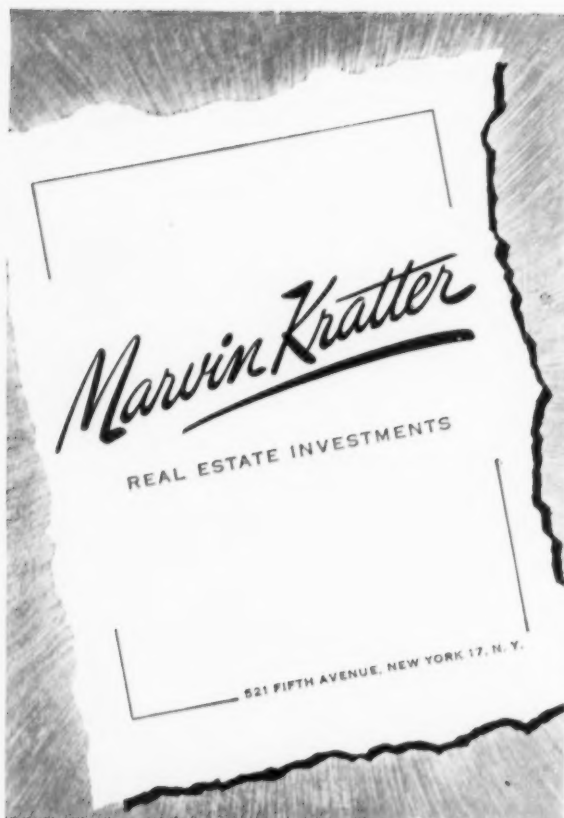 Marvin Kratter
REAL ESTATE INVESTMENTS
521 FIFTH AVENUE, NEW YORK 17, N. Y.